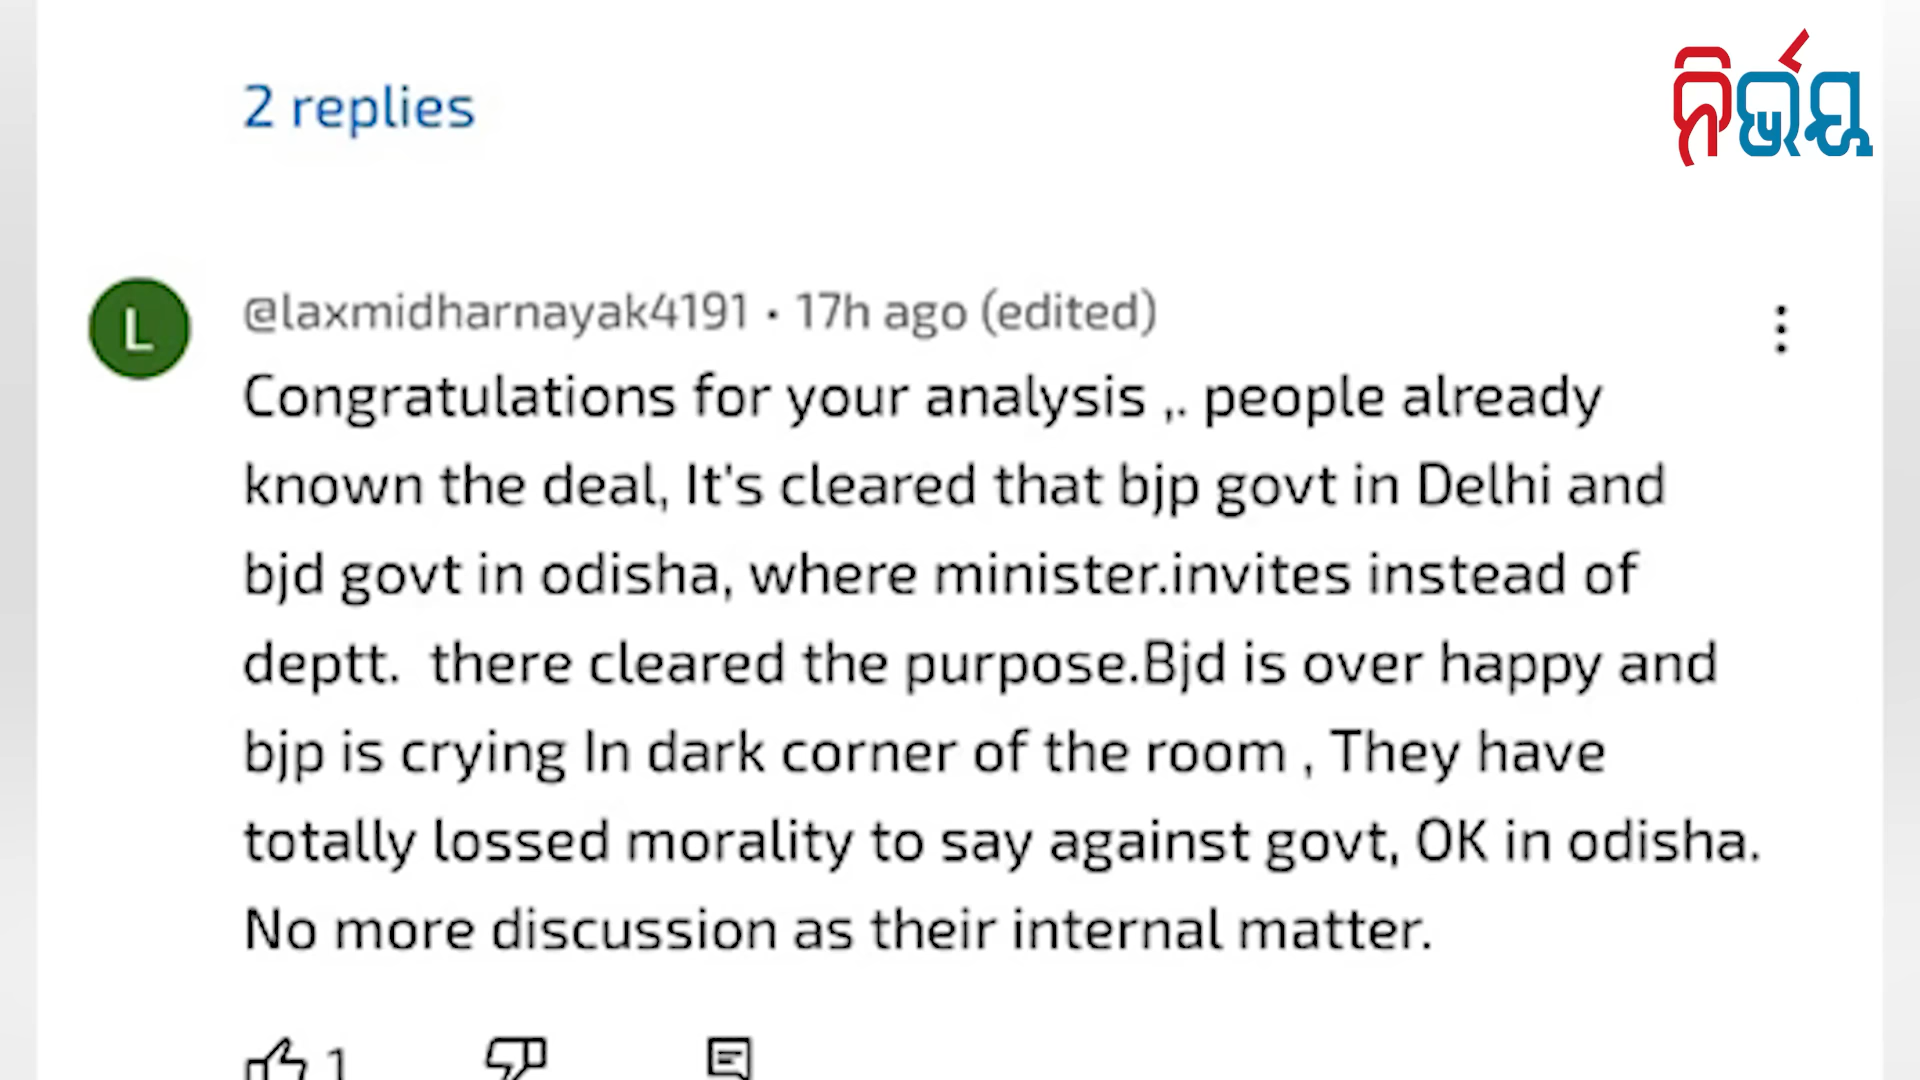 ନିର୍ଭୟ
2 replies
L
@laxmidharnayak4191 • 17h ago (edited)
Congratulations for your analysis ,. people already
known the deal, It's cleared that bjp govt in Delhi and
bjd govt in odisha, where minister.invites instead of
deptt.  there cleared the purpose.Bjd is over happy and
bjp is crying In dark corner of the room , They have
totally lossed morality to say against govt, OK in odisha.
No more discussion as their internal matter.
1